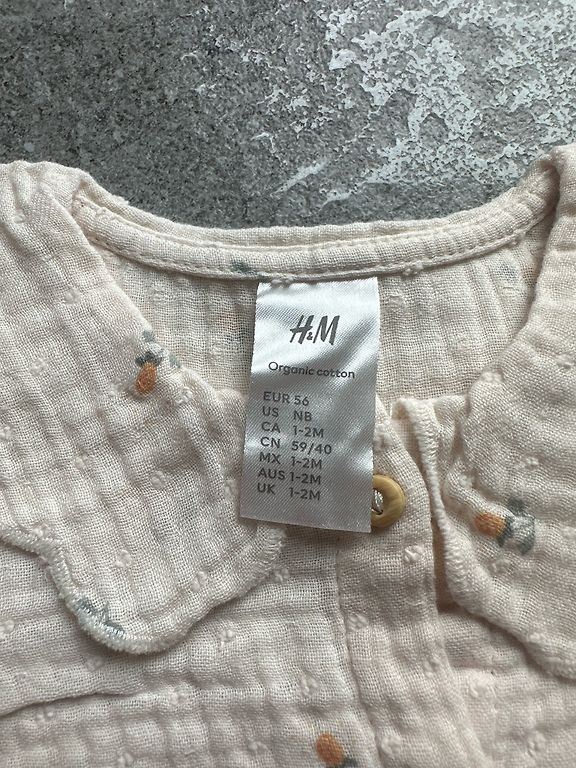 H&M
Organic cotton
EUR 56
US NB
CA 1-2M
CN 59/40
MX 1-2M
AUS 1-2M
UK 1-2M